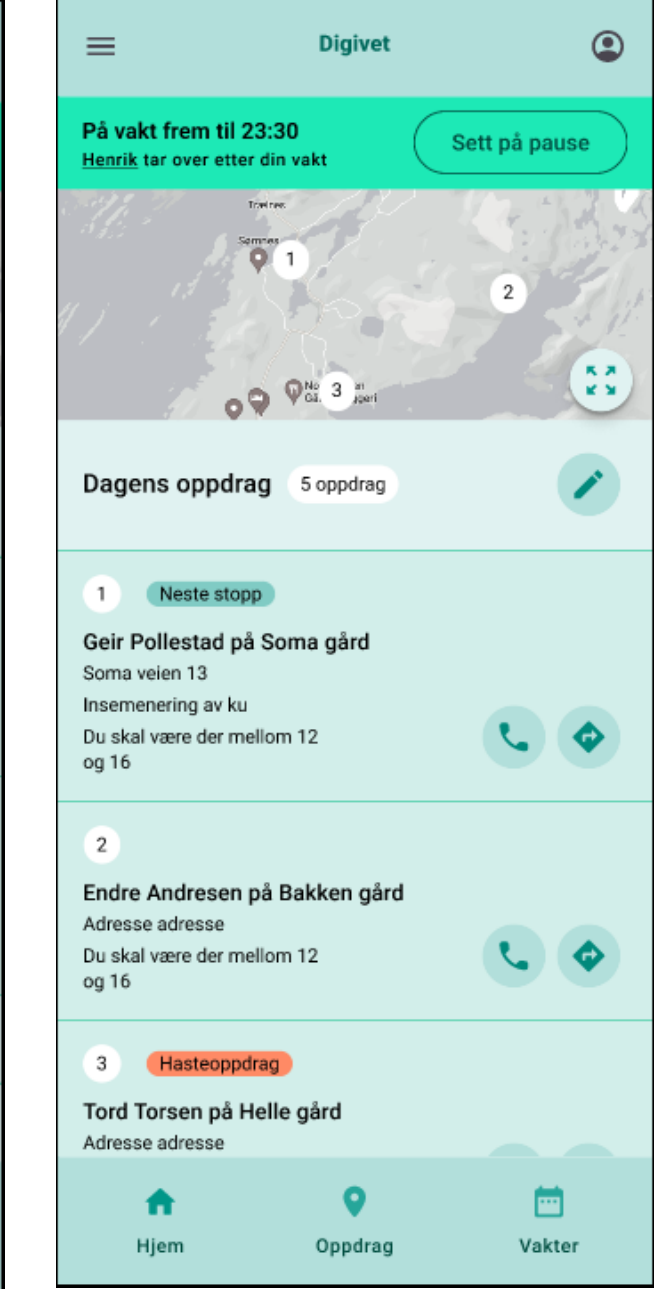 Digivet
På vakt frem til 23:30
Sett på pause
Henrik tar over etter din vakt
Trælnes
Sømnes
1
2
3
Dagens oppdrag
5 oppdrag
1
Neste stopp
Geir Pollestad på Soma gård
Soma veien 13
Insemenering av ku
Du skal være der mellom 12
og 16
2
Endre Andresen på Bakken gård
Adresse adresse
Du skal være der mellom 12
og 16
3
Hasteoppdrag
Tord Torsen på Helle gård
Adresse adresse
Hjem
Oppdrag
Vakter